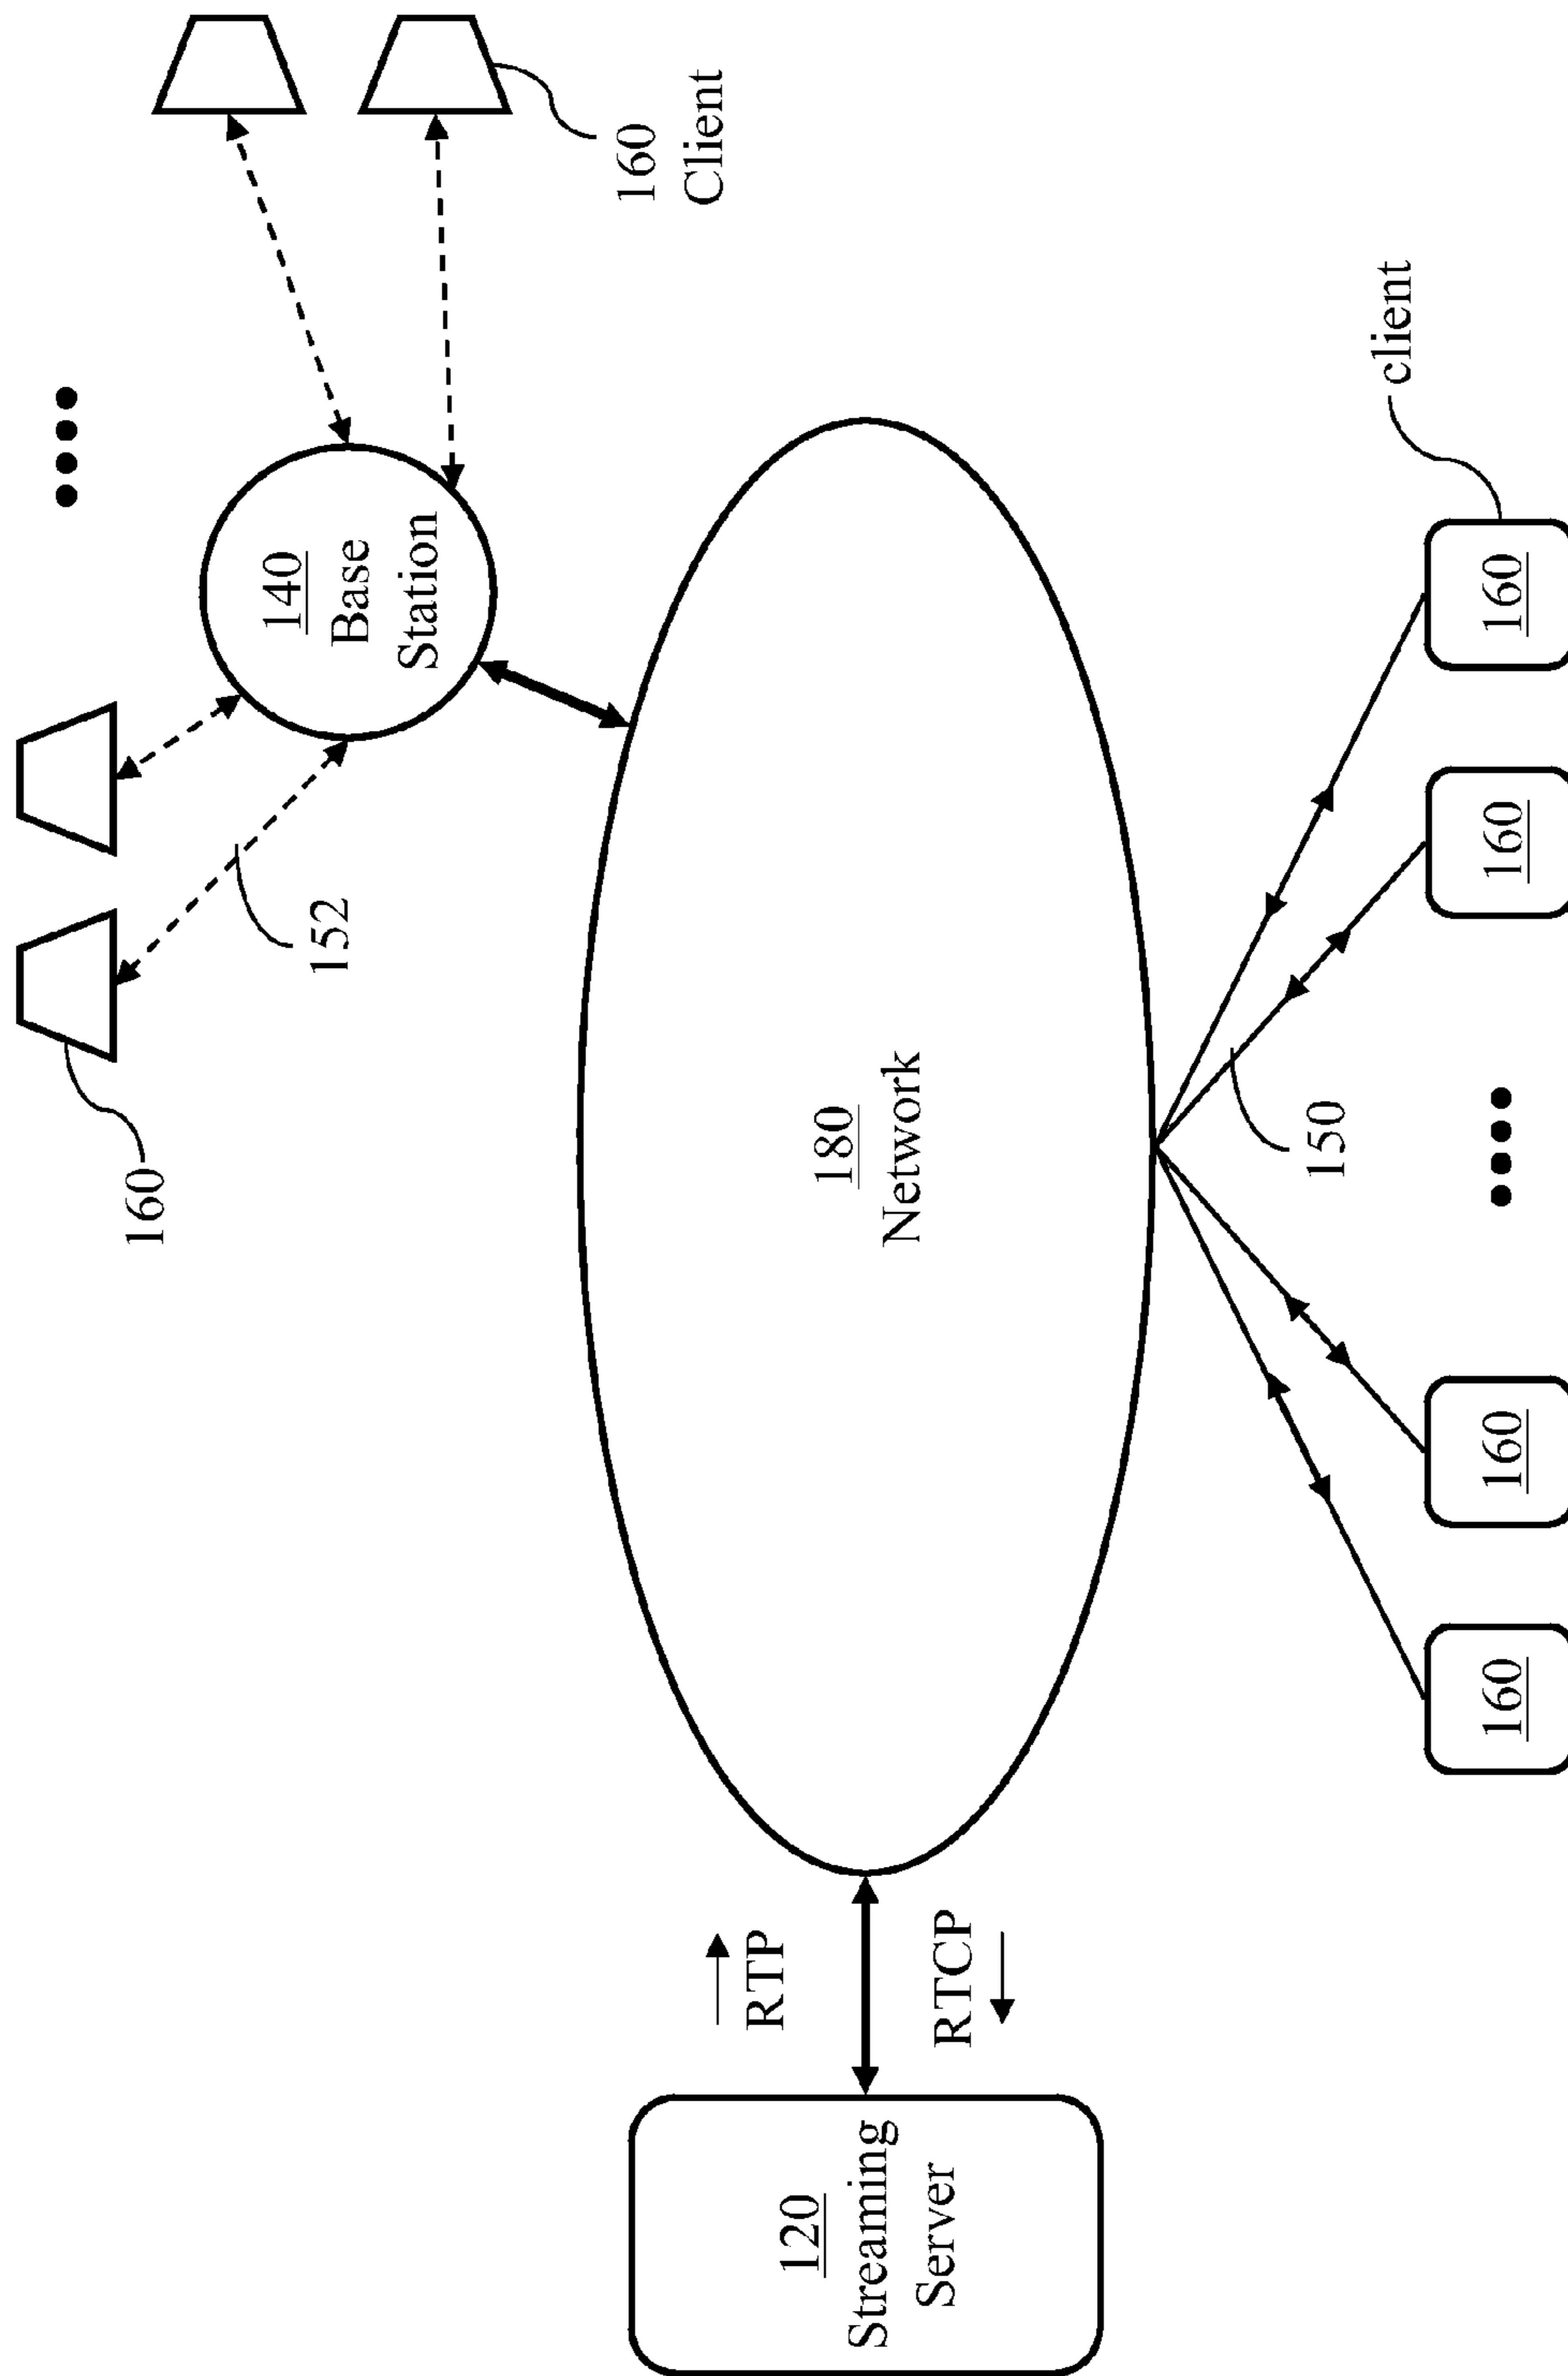 160
152
140
Base
Station
160
Client
120
Streaming
Server
RTP
RTCP
180
Network
150
client
160
160
160
160